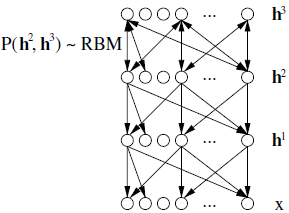 ... h³
P(h², h³) ~ RBM
... h²
... h¹
... x